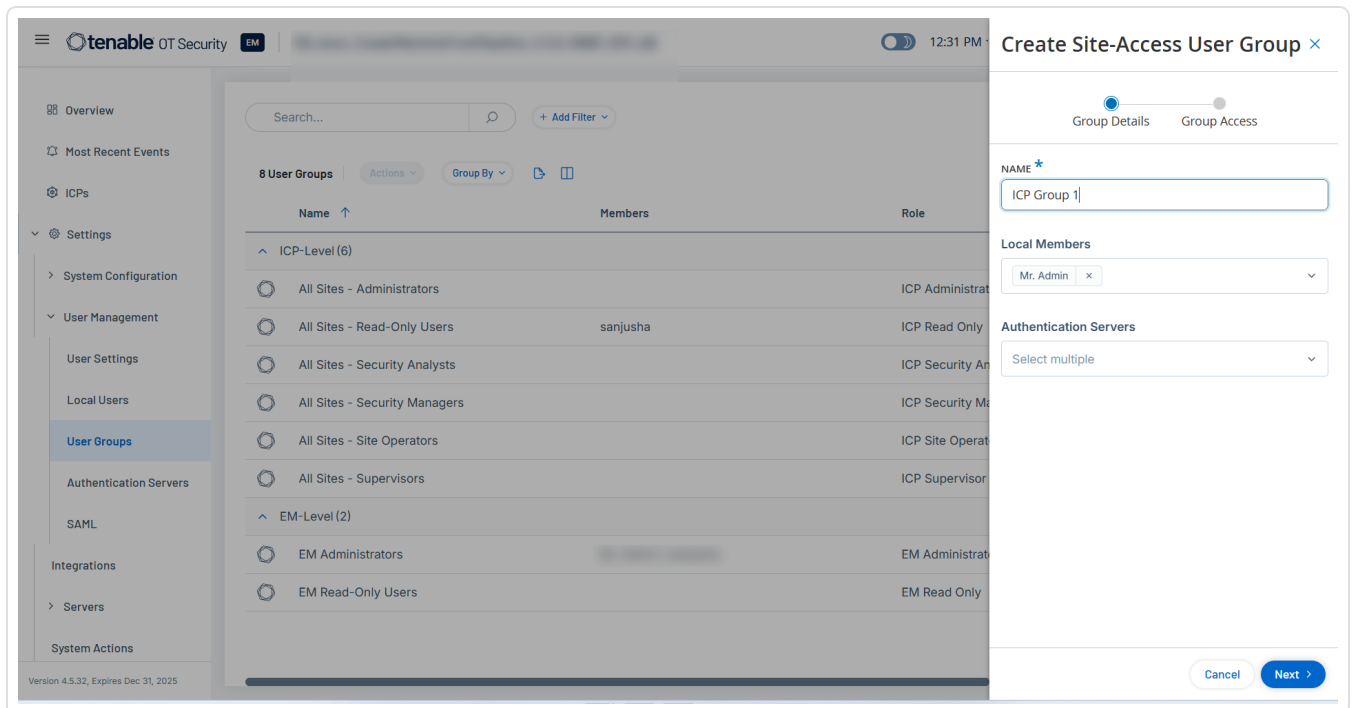 tenable OT Security EM
12:31 PM
Create Site-Access User Group
Overview
Most Recent Events
ICPs
Settings
System Configuration
User Management
User Settings
Local Users
User Groups
Authentication Servers
SAML
Integrations
Servers
System Actions
Version 4.5.32, Expires Dec 31, 2025
Search...
+ Add Filter
8 User Groups Actions Group By
Name Members Role
ICP-Level (6)
All Sites - Administrators ICP Administrat
All Sites - Read-Only Users sanjusha ICP Read Only
All Sites - Security Analysts ICP Security An
All Sites - Security Managers ICP Security Ma
All Sites - Site Operators ICP Site Operat
All Sites - Supervisors ICP Supervisor
EM-Level (2)
EM Administrators EM Administrat
EM Read-Only Users EM Read Only
Group Details Group Access
NAME *
ICP Group 1
Local Members
Mr. Admin ×
Authentication Servers
Select multiple
Cancel Next >